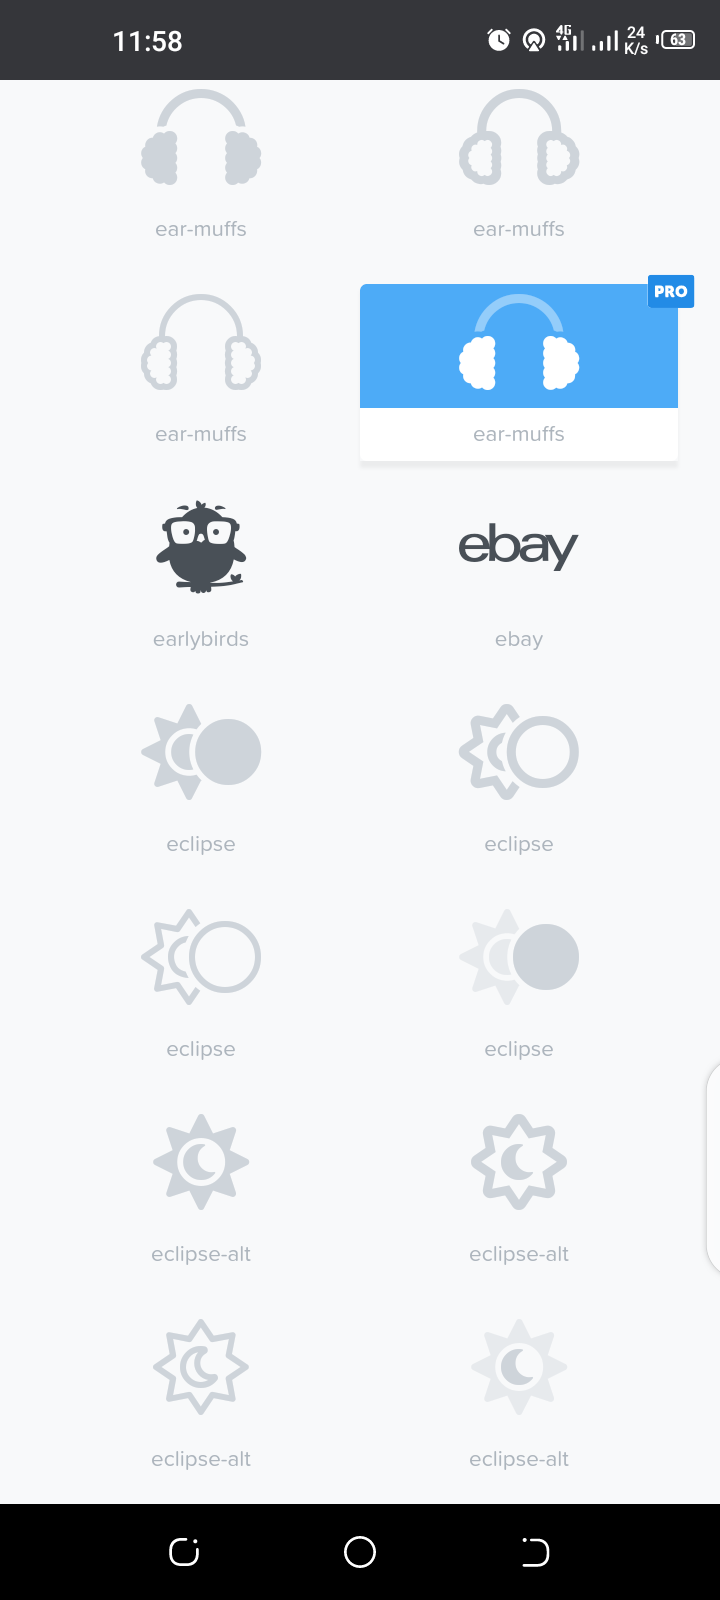 11:58
4G
24
K/s
63
ear-muffs
ear-muffs
PRO
ear-muffs
ear-muffs
ebay
earlybirds
ebay
eclipse
eclipse
eclipse
eclipse
eclipse-alt
eclipse-alt
eclipse-alt
eclipse-alt